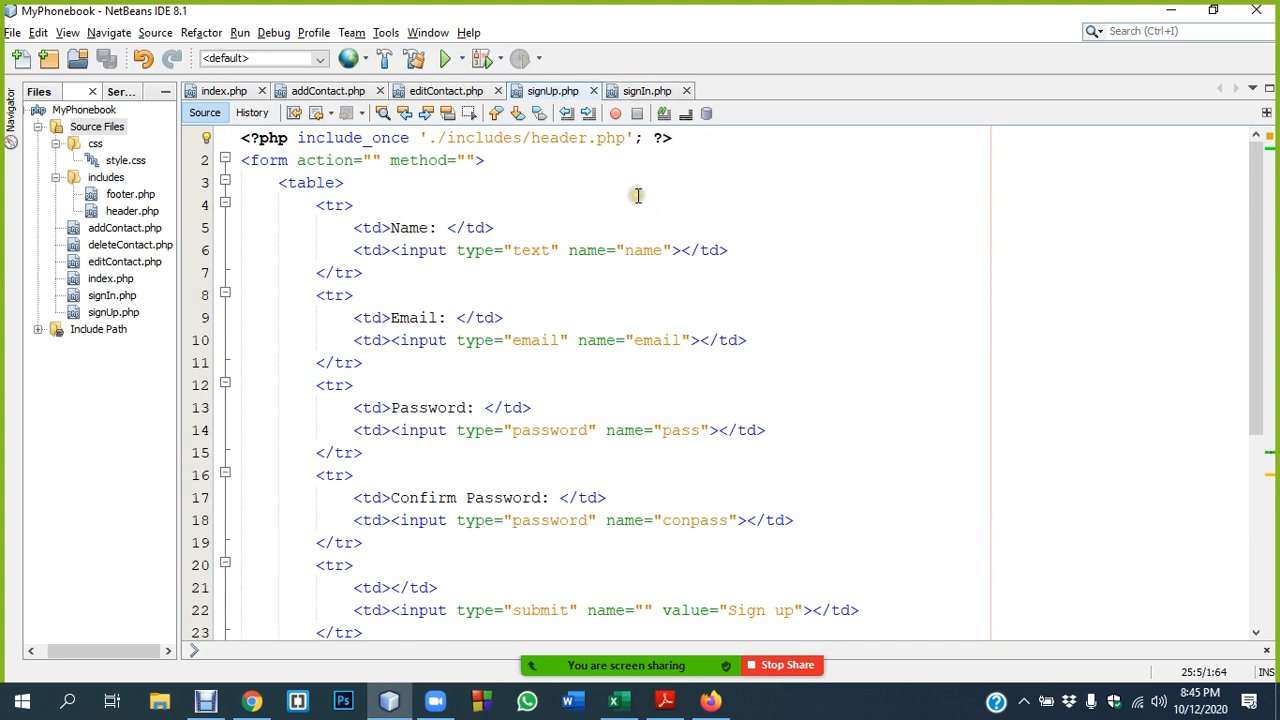 MyPhonebook - NetBeans IDE 8.1
File Edit View Navigate Source Refactor Run Debug Profile Team Tools Window Help
Search (Ctrl+I)
<default>
Files Ser...
index.php addContact.php editContact.php signUp.php signIn.php
Navigator
Source History
MyPhonebook
Source Files
css
style.css
includes
footer.php
header.php
addContact.php
deleteContact.php
editContact.php
index.php
signIn.php
signUp.php
Include Path
<?php include_once './includes/header.php'; ?>
2 <form action="" method="">
3 <table>
4 <tr>
5 <td>Name: </td>
6 <td><input type="text" name="name"></td>
7 </tr>
8 <tr>
9 <td>Email: </td>
10 <td><input type="email" name="email"></td>
11 </tr>
12 <tr>
13 <td>Password: </td>
14 <td><input type="password" name="pass"></td>
15 </tr>
16 <tr>
17 <td>Confirm Password: </td>
18 <td><input type="password" name="conpass"></td>
19 </tr>
20 <tr>
21 <td></td>
22 <td><input type="submit" name="" value="Sign up"></td>
23 </tr>
You are screen sharing Stop Share
25:5/1:64 INS
Ps
8:45 PM
10/12/2020